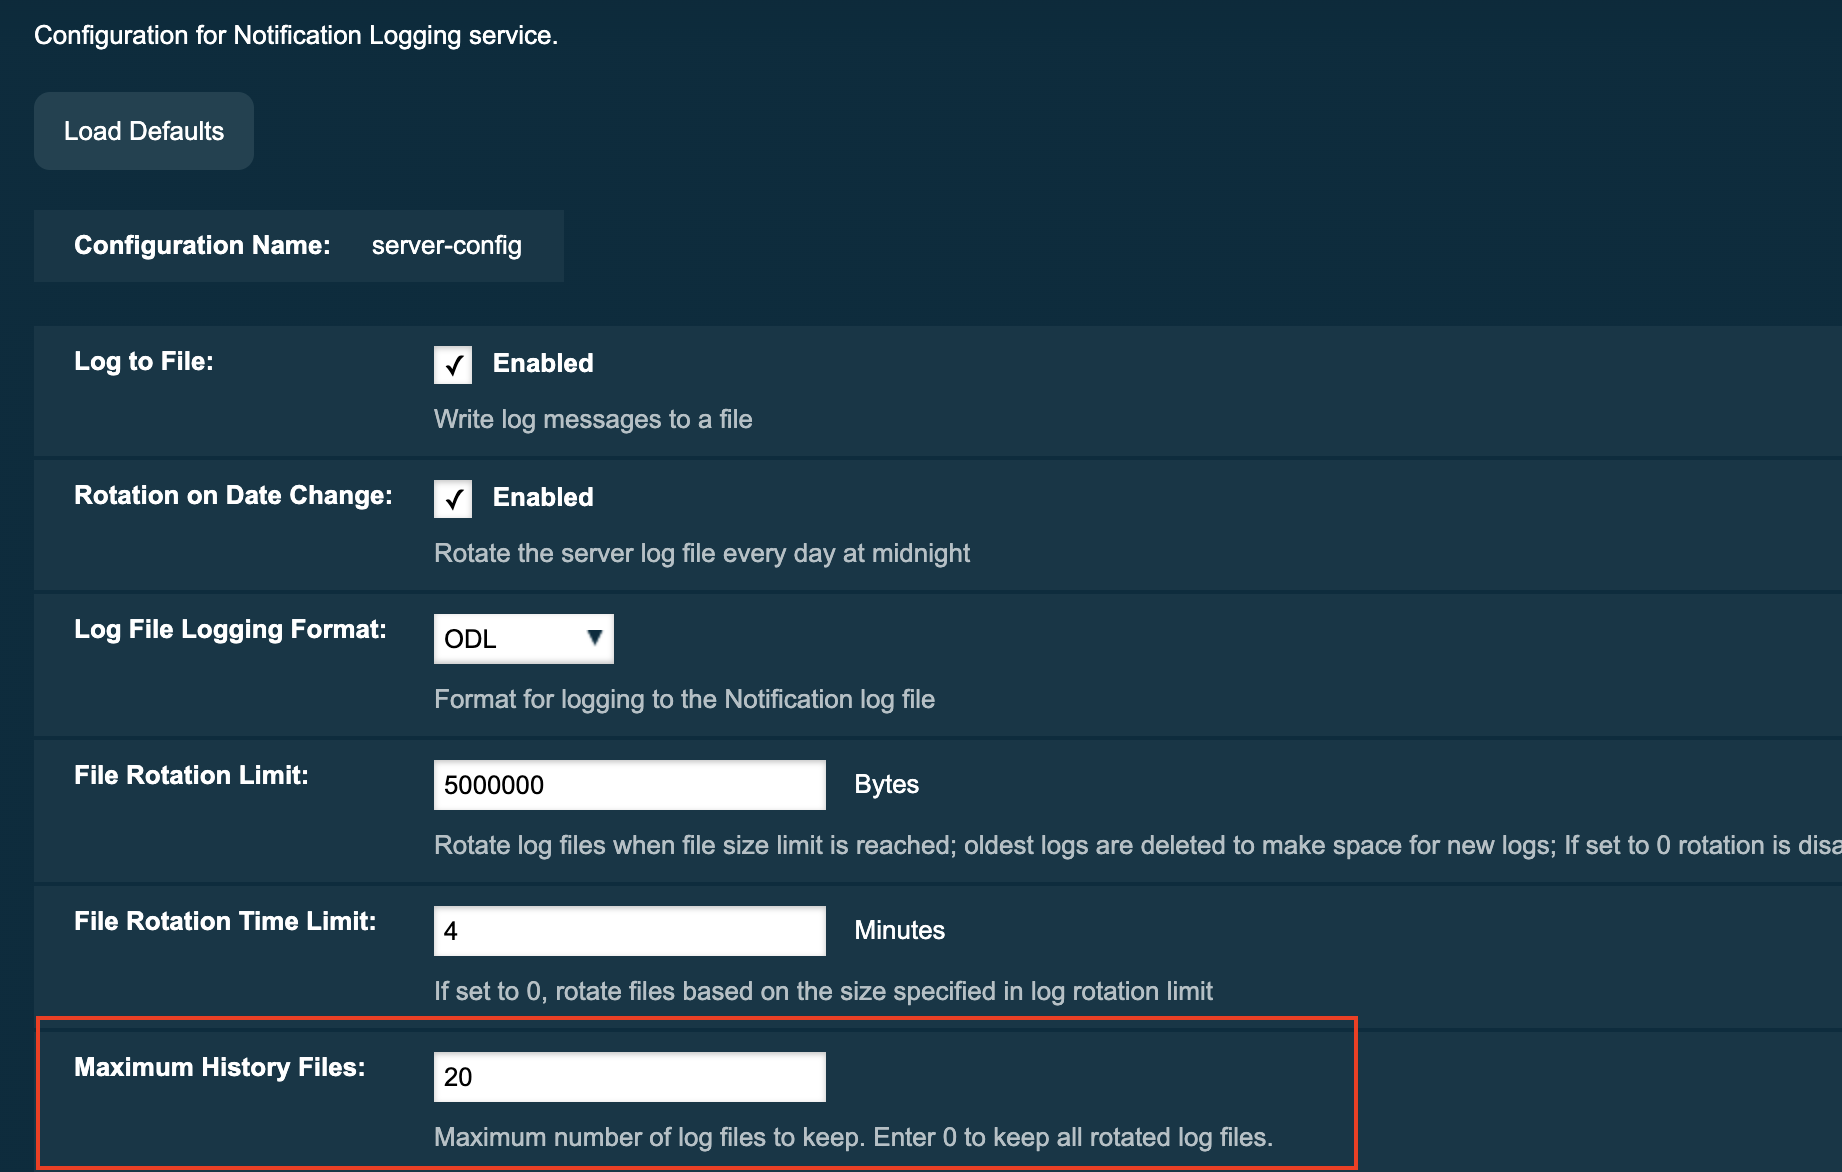 Configuration for Notification Logging service.
Load Defaults
Configuration Name: server-config
Log to File: Enabled
Write log messages to a file
Rotation on Date Change: Enabled
Rotate the server log file every day at midnight
Log File Logging Format: ODL
Format for logging to the Notification log file
File Rotation Limit: 5000000 Bytes
Rotate log files when file size limit is reached; oldest logs are deleted to make space for new logs; If set to 0 rotation is disa
File Rotation Time Limit: 4 Minutes
If set to 0, rotate files based on the size specified in log rotation limit
Maximum History Files: 20
Maximum number of log files to keep. Enter 0 to keep all rotated log files.